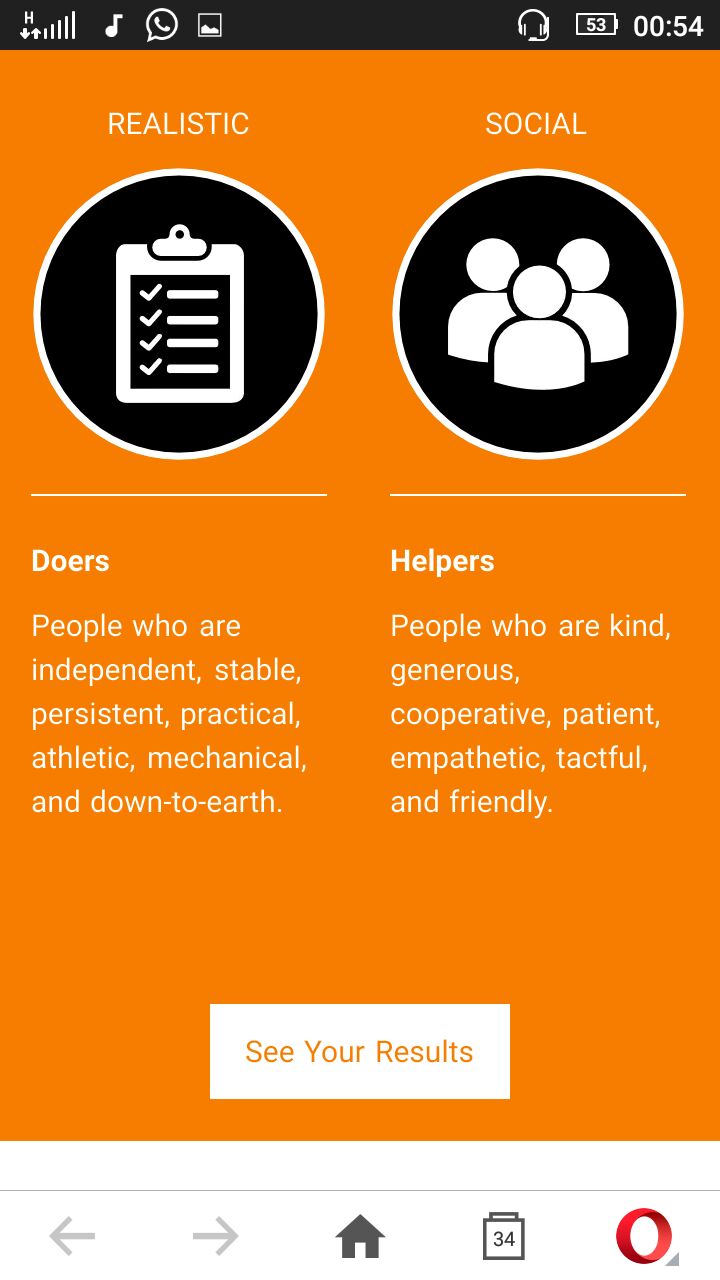 H
53
00:54
REALISTIC
SOCIAL
Doers
People who are
independent, stable,
persistent, practical,
athletic, mechanical,
and down-to-earth.
Helpers
People who are kind,
generous,
cooperative, patient,
empathetic, tactful,
and friendly.
See Your Results
34